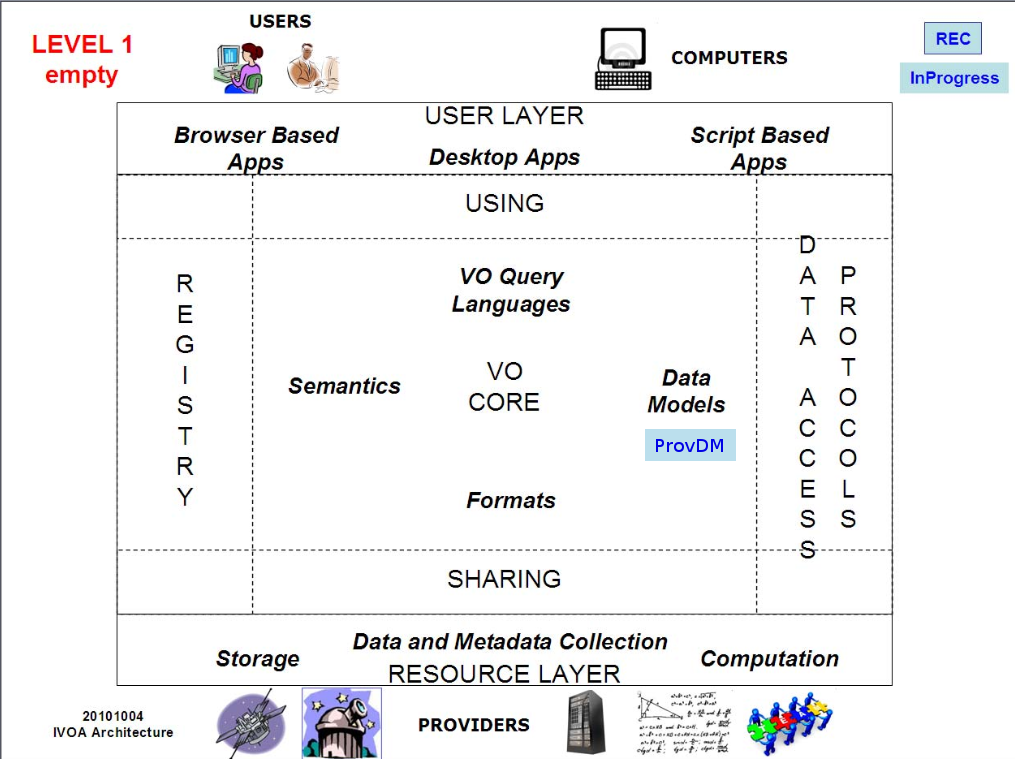 USERS
LEVEL 1
empty
COMPUTERS
REC
InProgress
USER LAYER
Browser Based
Apps
Desktop Apps
Script Based
Apps
USING
REGISTRY
VO Query
Languages
Semantics
VO
CORE
Data
Models
ProvDM
Formats
DATA ACCESS
PROTOCOLS
SHARING
Data and Metadata Collection
Storage
Computation
RESOURCE LAYER
20101004
IVOA Architecture
PROVIDERS